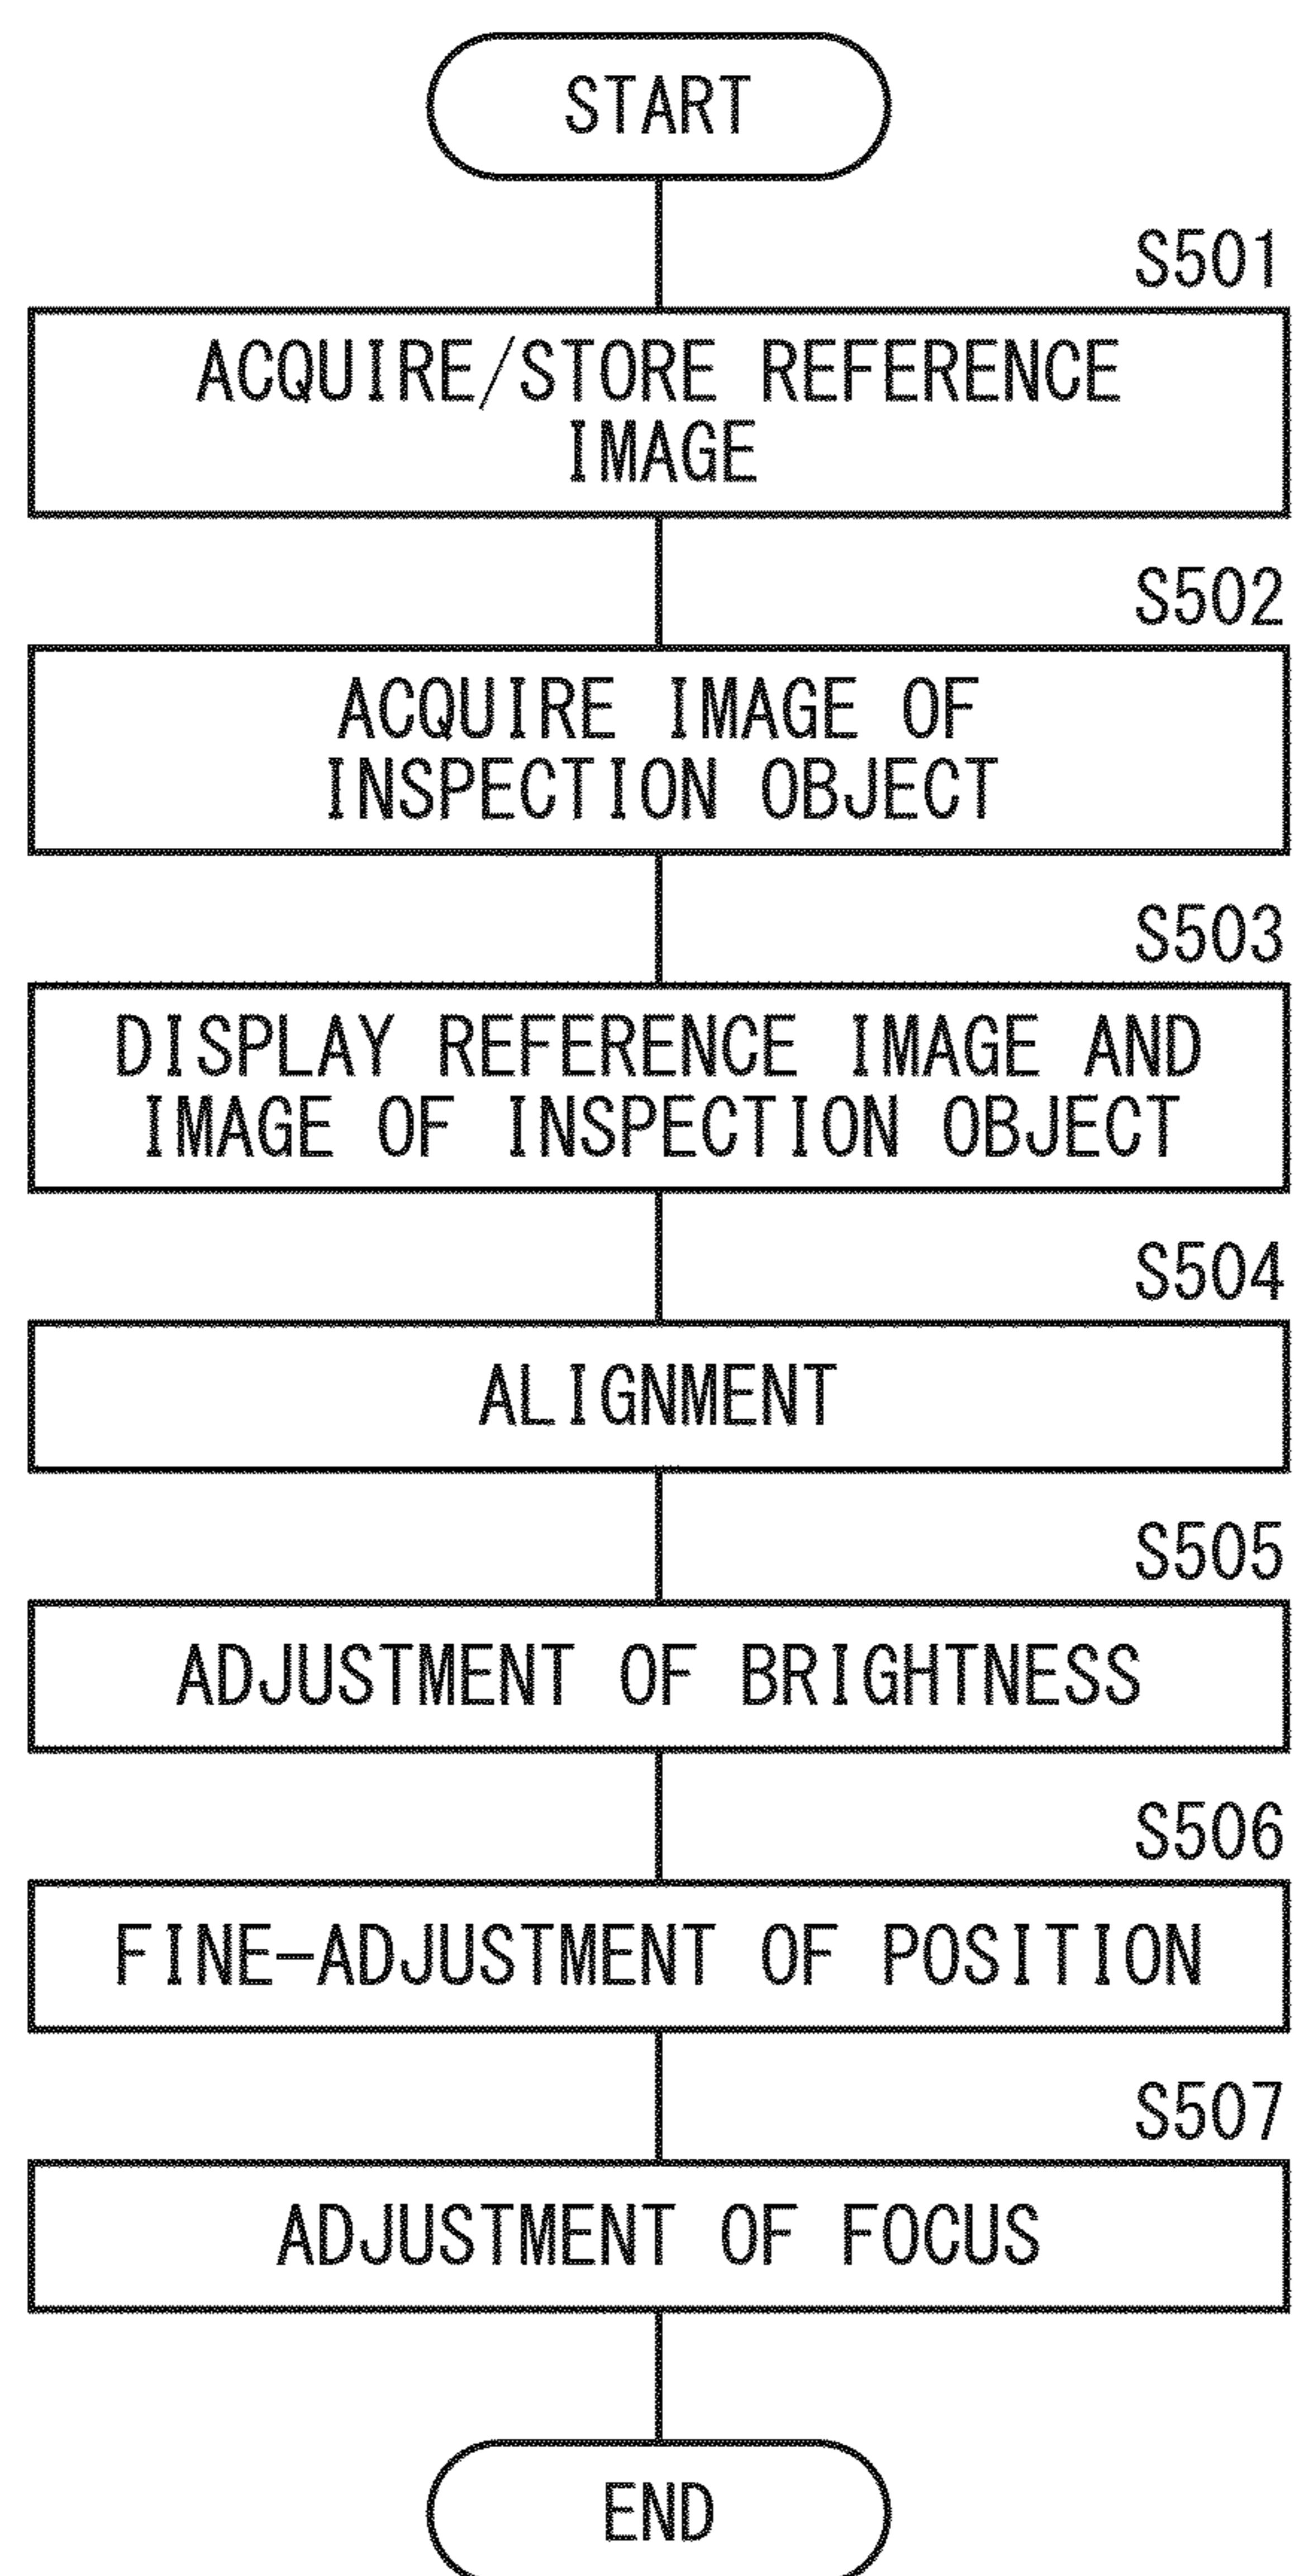 START
S501
ACQUIRE/STORE REFERENCE
IMAGE
S502
ACQUIRE IMAGE OF
INSPECTION OBJECT
S503
DISPLAY REFERENCE IMAGE AND
IMAGE OF INSPECTION OBJECT
S504
ALIGNMENT
S505
ADJUSTMENT OF BRIGHTNESS
S506
FINE-ADJUSTMENT OF POSITION
S507
ADJUSTMENT OF FOCUS
END